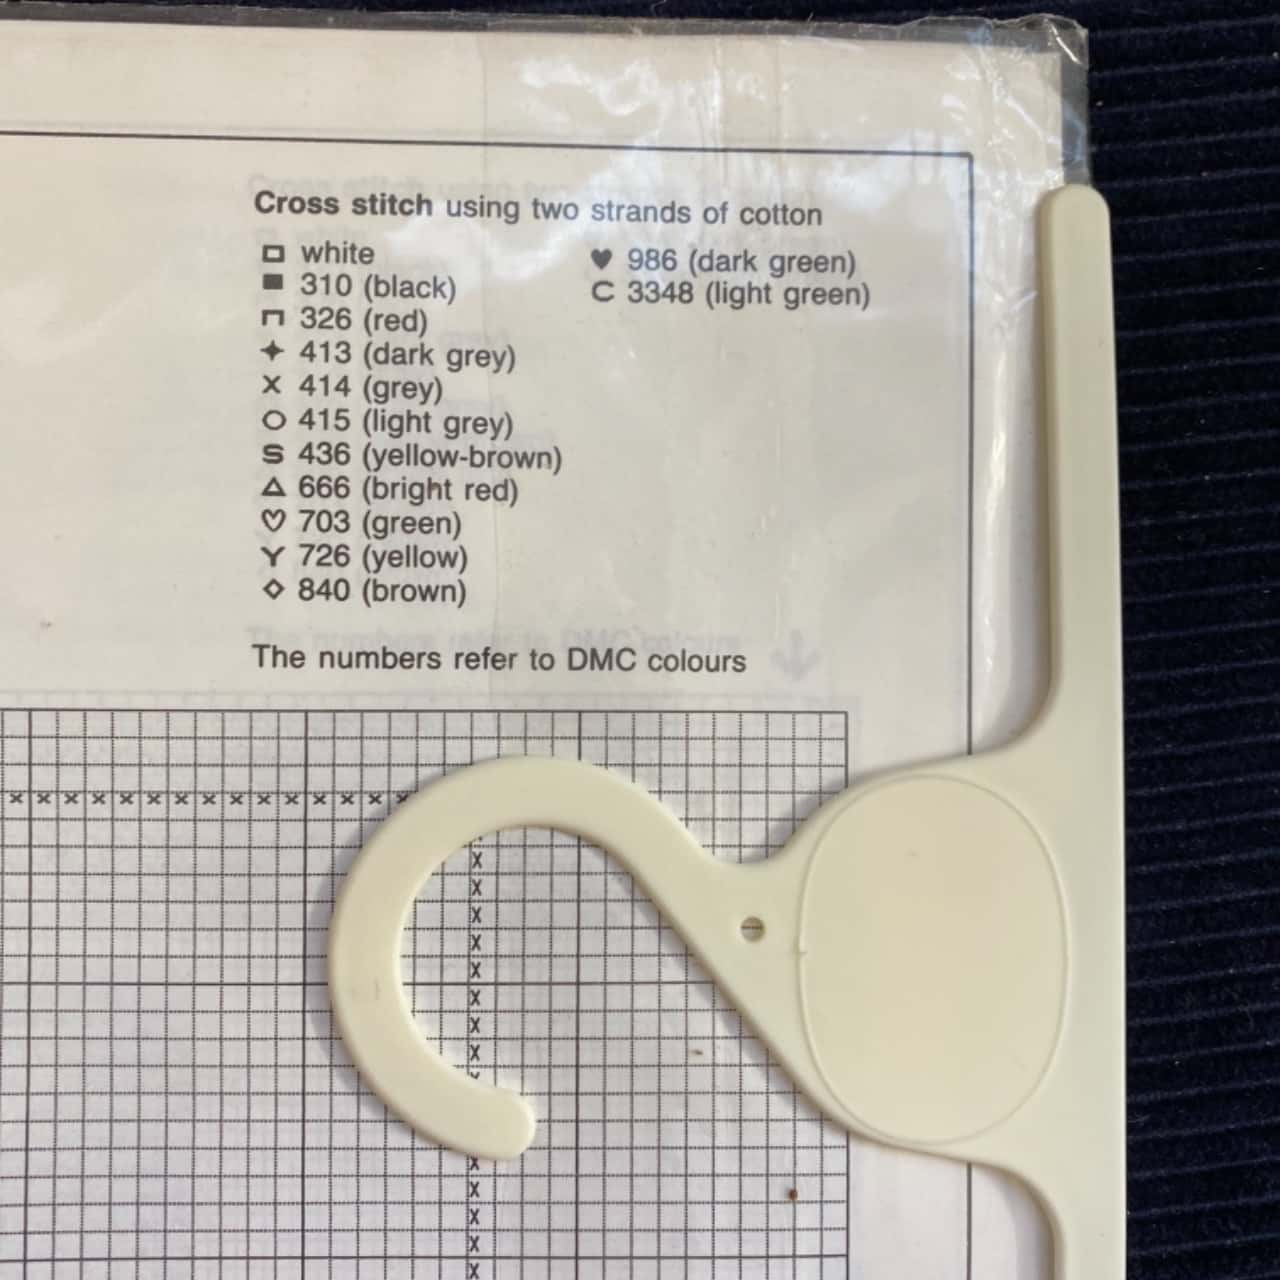 Cross stitch using two strands of cotton
white
310 (black)
326 (red)
413 (dark grey)
X 414 (grey)
415 (light grey)
S 436 (yellow-brown)
666 (bright red)
703 (green)
Y 726 (yellow)
840 (brown)
986 (dark green)
C 3348 (light green)
The numbers refer to DMC colours